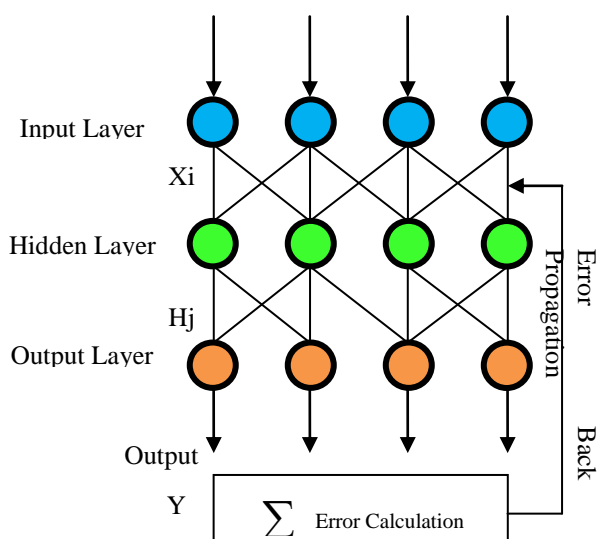 Input Layer
Xi
Hidden Layer
Hj
Output Layer
Output
Y
∑ Error Calculation
Error Back
Propagation